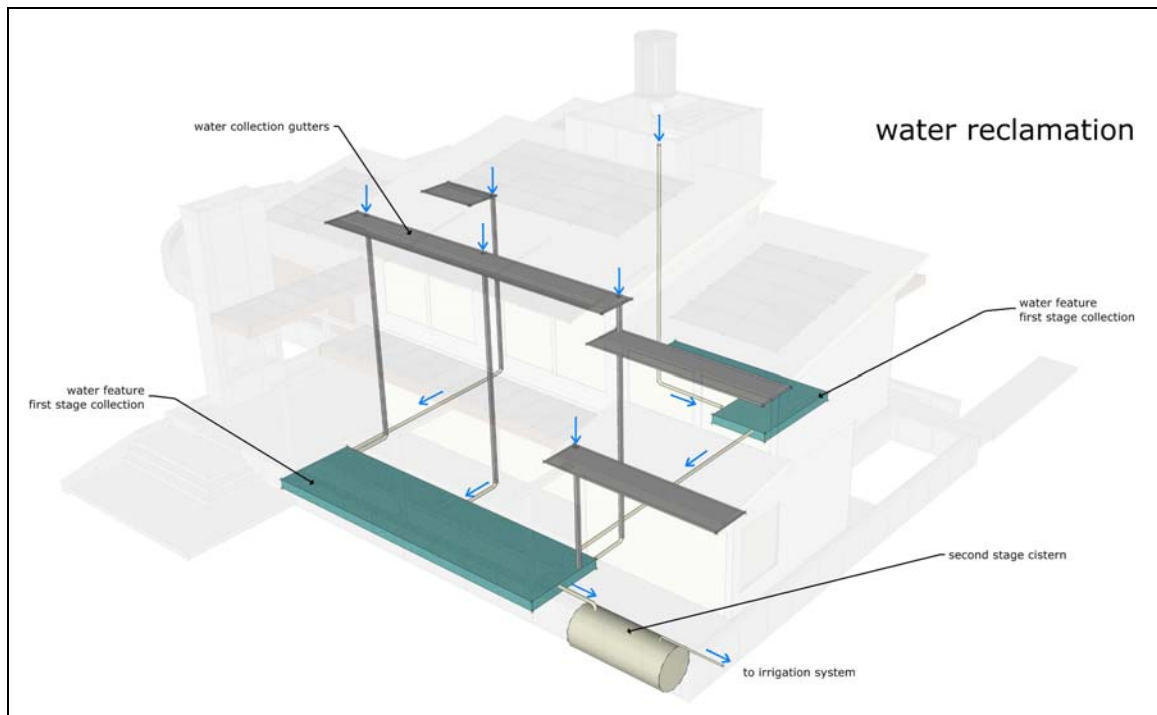 water collection gutters
water reclamation
water feature
first stage collection
water feature
first stage collection
second stage cistern
to irrigation system